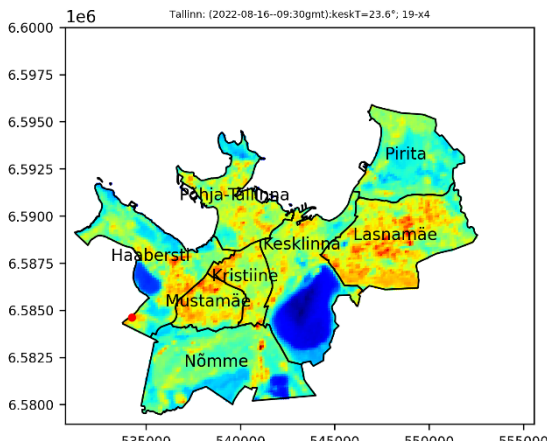 Tallinn: (2022-08-16--09:30gmt):keskT=23.6°; 19-x4
1e6
6.6000
6.5975
6.5950
6.5925
6.5900
6.5875
6.5850
6.5825
6.5800
Pirita
Põhja-Tallinna
Lasnamäe
Kesklinna
Haabersti
Kristiine
Mustamäe
Nõmme
535000 540000 545000 550000 555000